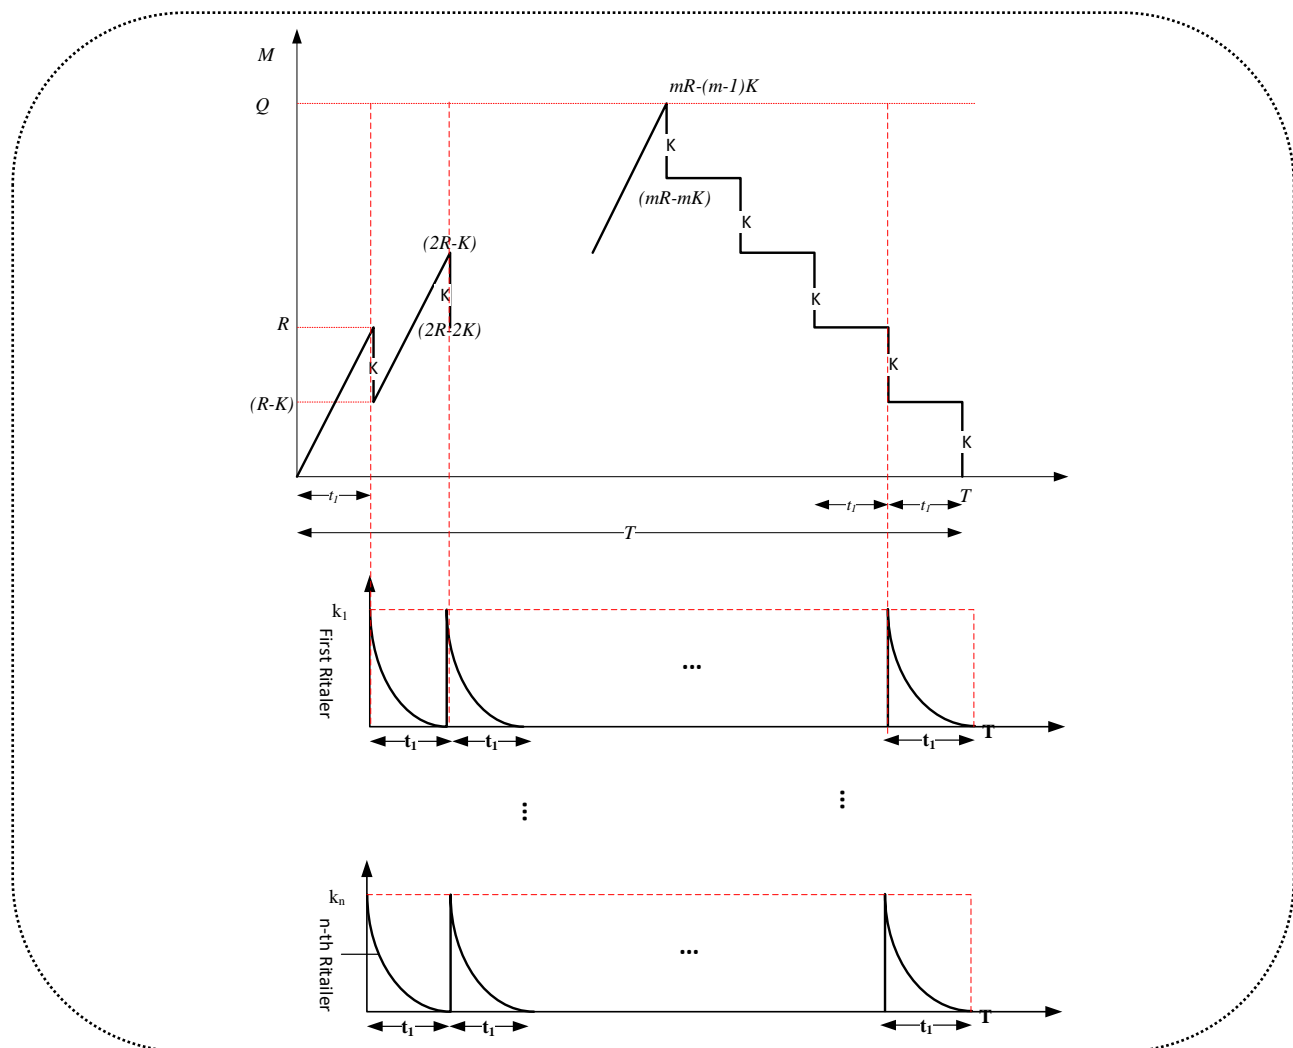 M
mR-(m-1)K
Q
K
(mR-mK)
K
(2R-K)
K
K
R
(2R-2K)
K
K
(R-K)
K
t1
T
t1
t1
T
k1
First Ritaler
...
T
t1
t1
t1
⋮
⋮
kn
n-th Ritailer
...
T
t1
t1
t1